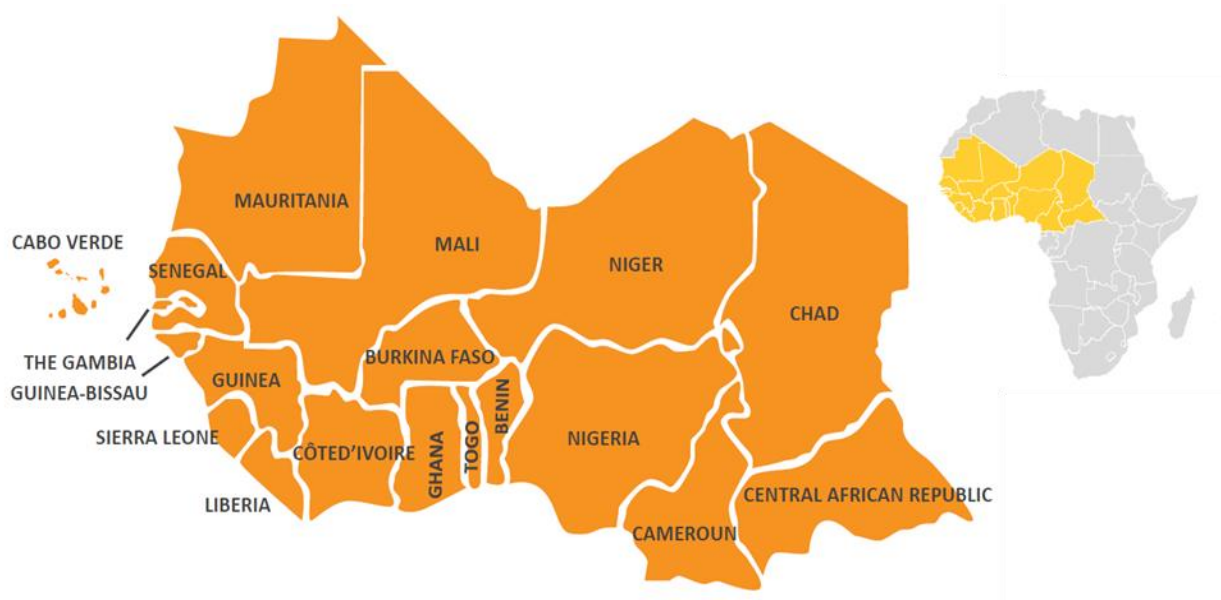 MAURITANIA
CABO VERDE
MALI
SENEGAL
NIGER
CHAD
THE GAMBIA
BURKINA FASO
GUINEA-BISSAU
GUINEA
BENIN
SIERRA LEONE
NIGERIA
TOGO
CÔTED'IVOIRE
GHANA
CENTRAL AFRICAN REPUBLIC
LIBERIA
CAMEROUN